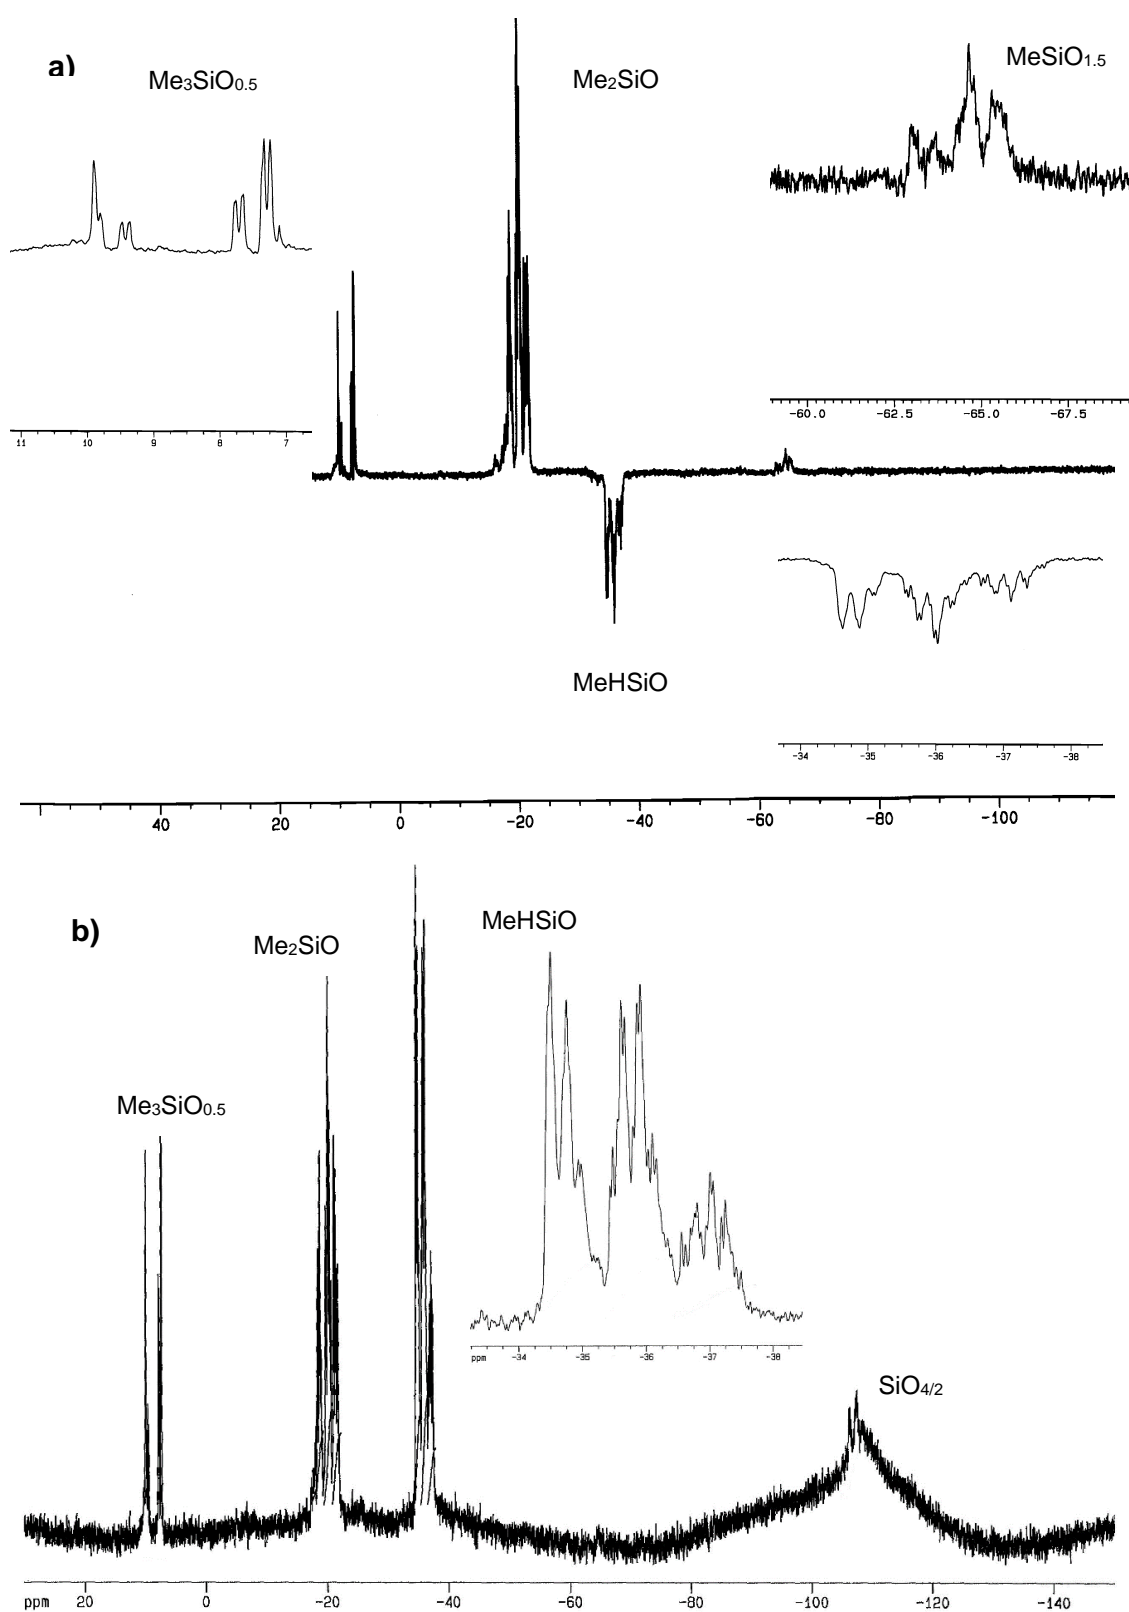 a)
Me₃SiO₀.₅
Me₂SiO
MeSiO₁.₅
-60.0 -62.5 -65.0 -67.5
11 10 9 8 7
MeHSiO
-34 -35 -36 -37 -38
40 20 0 -20 -40 -60 -80 -100
b)
MeHSiO
Me₂SiO
Me₃SiO₀.₅
ppm -34 -35 -36 -37 -38
SiO₄/₂
ppm 20 0 -20 -40 -60 -80 -100 -120 -140